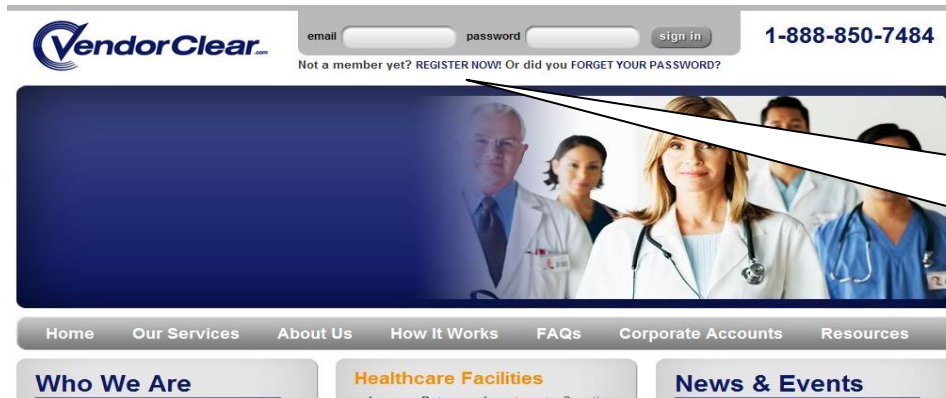 VendorClear.com
email password sign in
1-888-850-7484
Not a member yet? REGISTER NOW! Or did you FORGET YOUR PASSWORD?
Home Our Services About Us How It Works FAQs Corporate Accounts Resources
Who We Are
Healthcare Facilities
News & Events